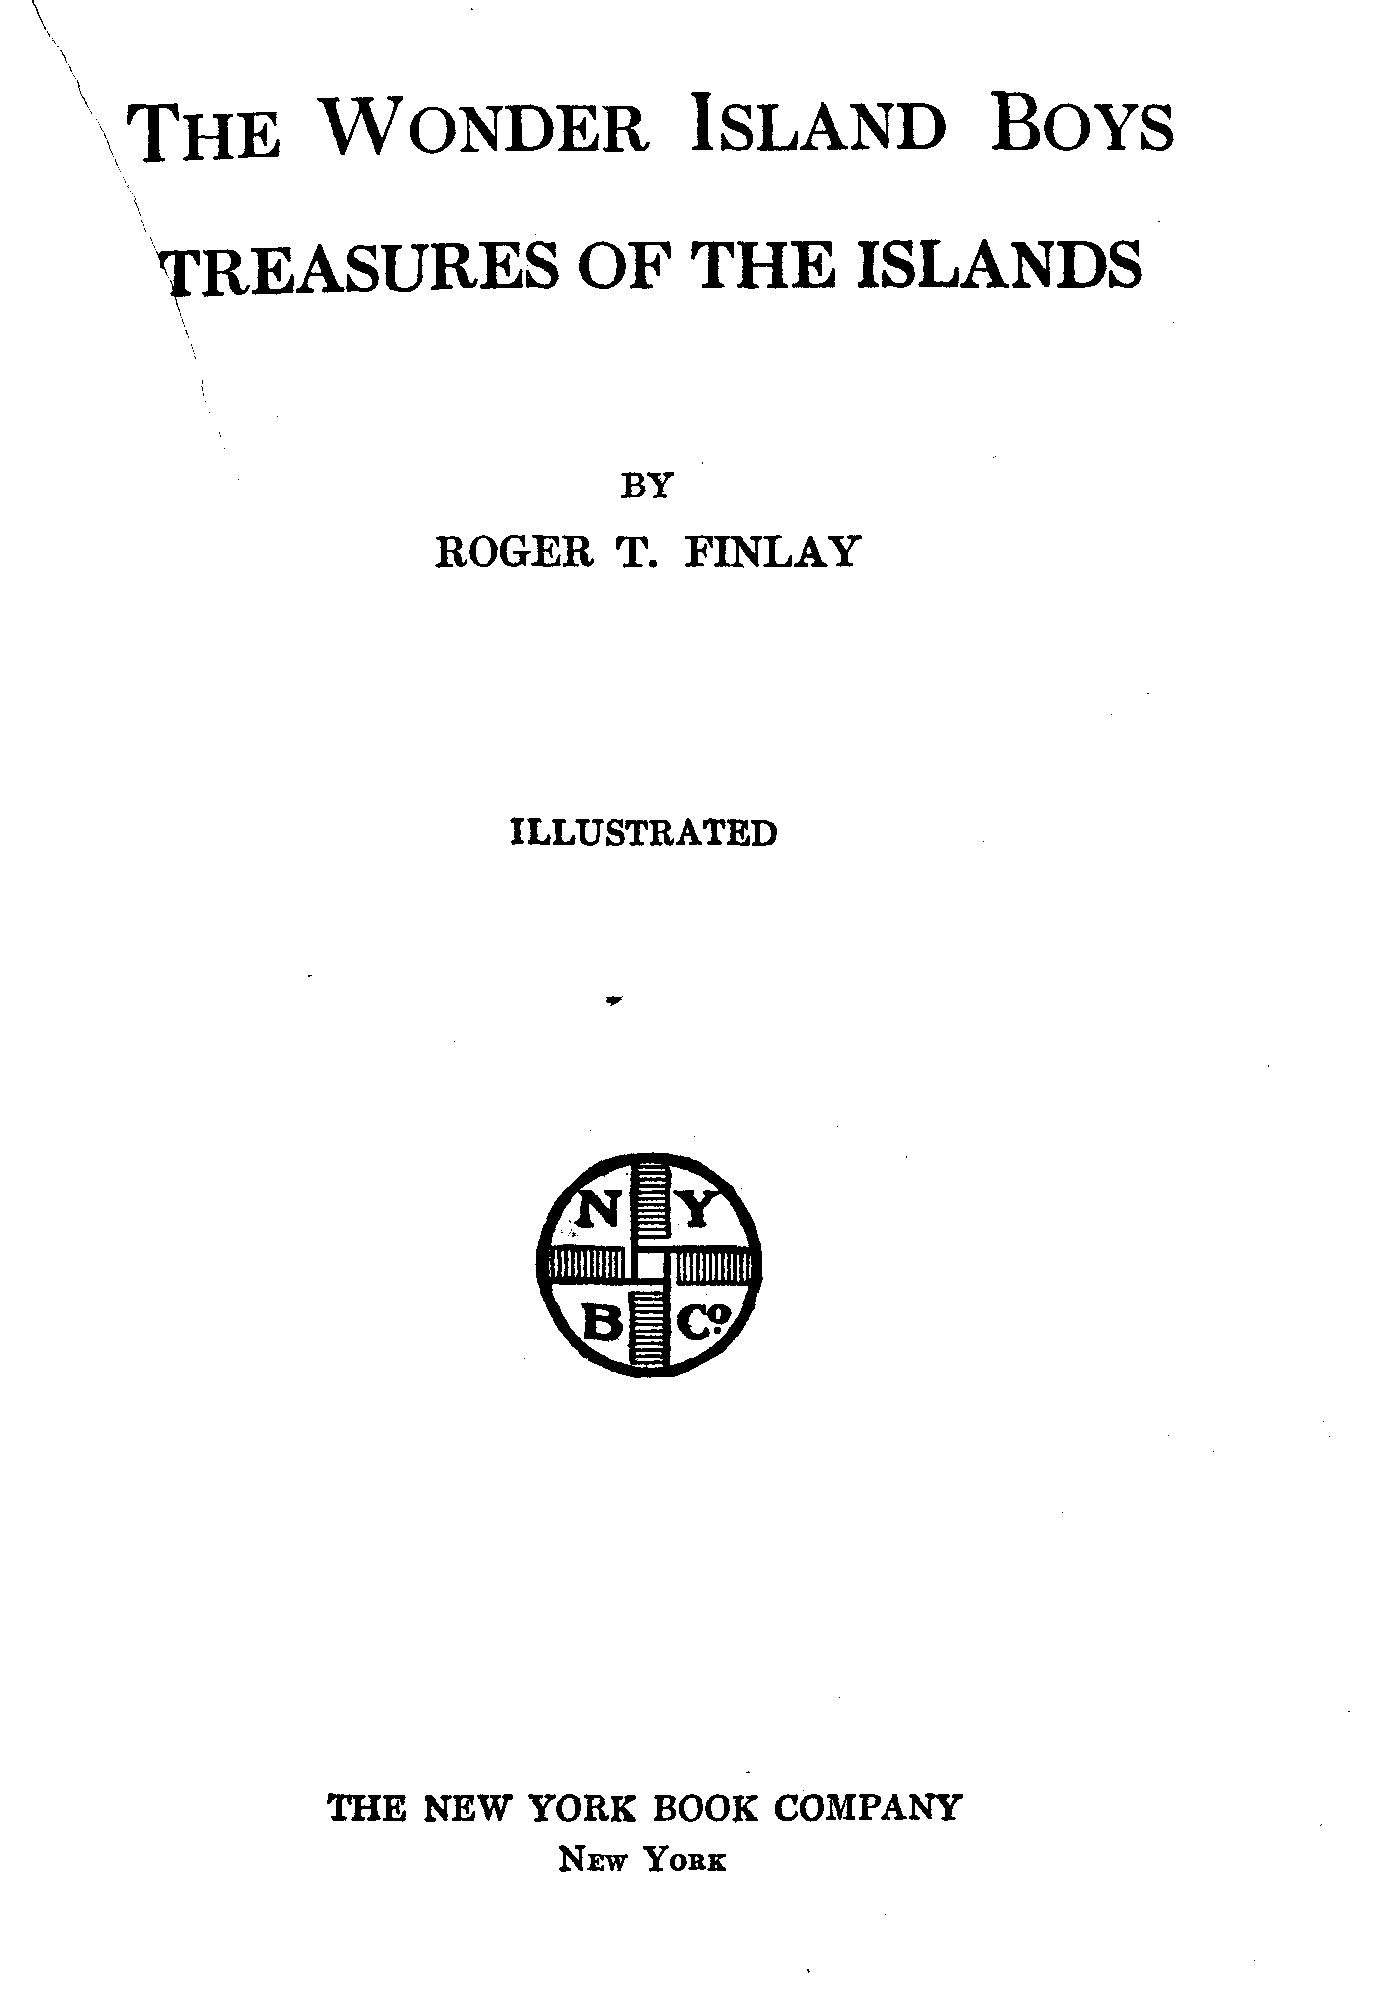 THE WONDER ISLAND BOYS
TREASURES OF THE ISLANDS
BY
ROGER T. FINLAY
ILLUSTRATED
N Y
B Co.
THE NEW YORK BOOK COMPANY
NEW YORK